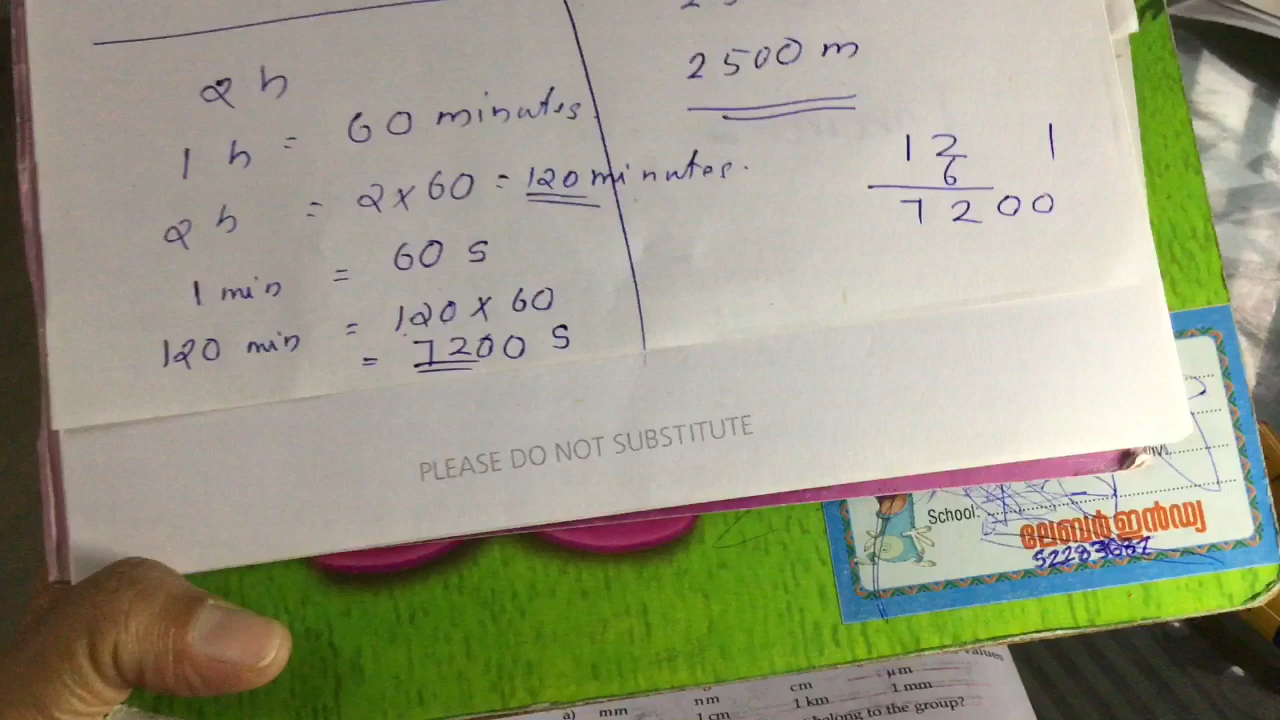 2 h
1 h = 60 minutes
2 h = 2 x 60 = 120 minutes.
1 min = 60 s
120 min = 120 x 60
= 7200 s
2500 m
12 1
6
7200
PLEASE DO NOT SUBSTITUTE
School:
ലേബർ ഇൻഡ്യ
values
a) mm nm cm µm
1 cm 1 km 1 mm
belong to the group?